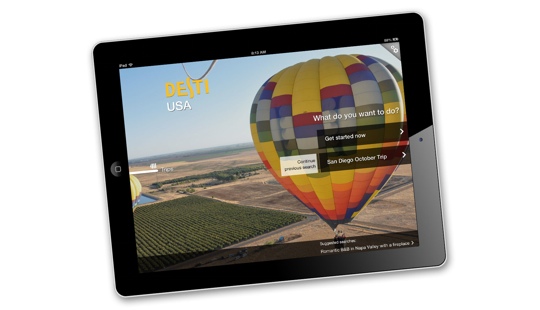 iPad
9:13 AM
DESTI
USA
What do you want to do?
Get started now
Continue
previous search
San Diego October Trip
Suggested searches:
Romantic B&B in Napa Valley with a fireplace